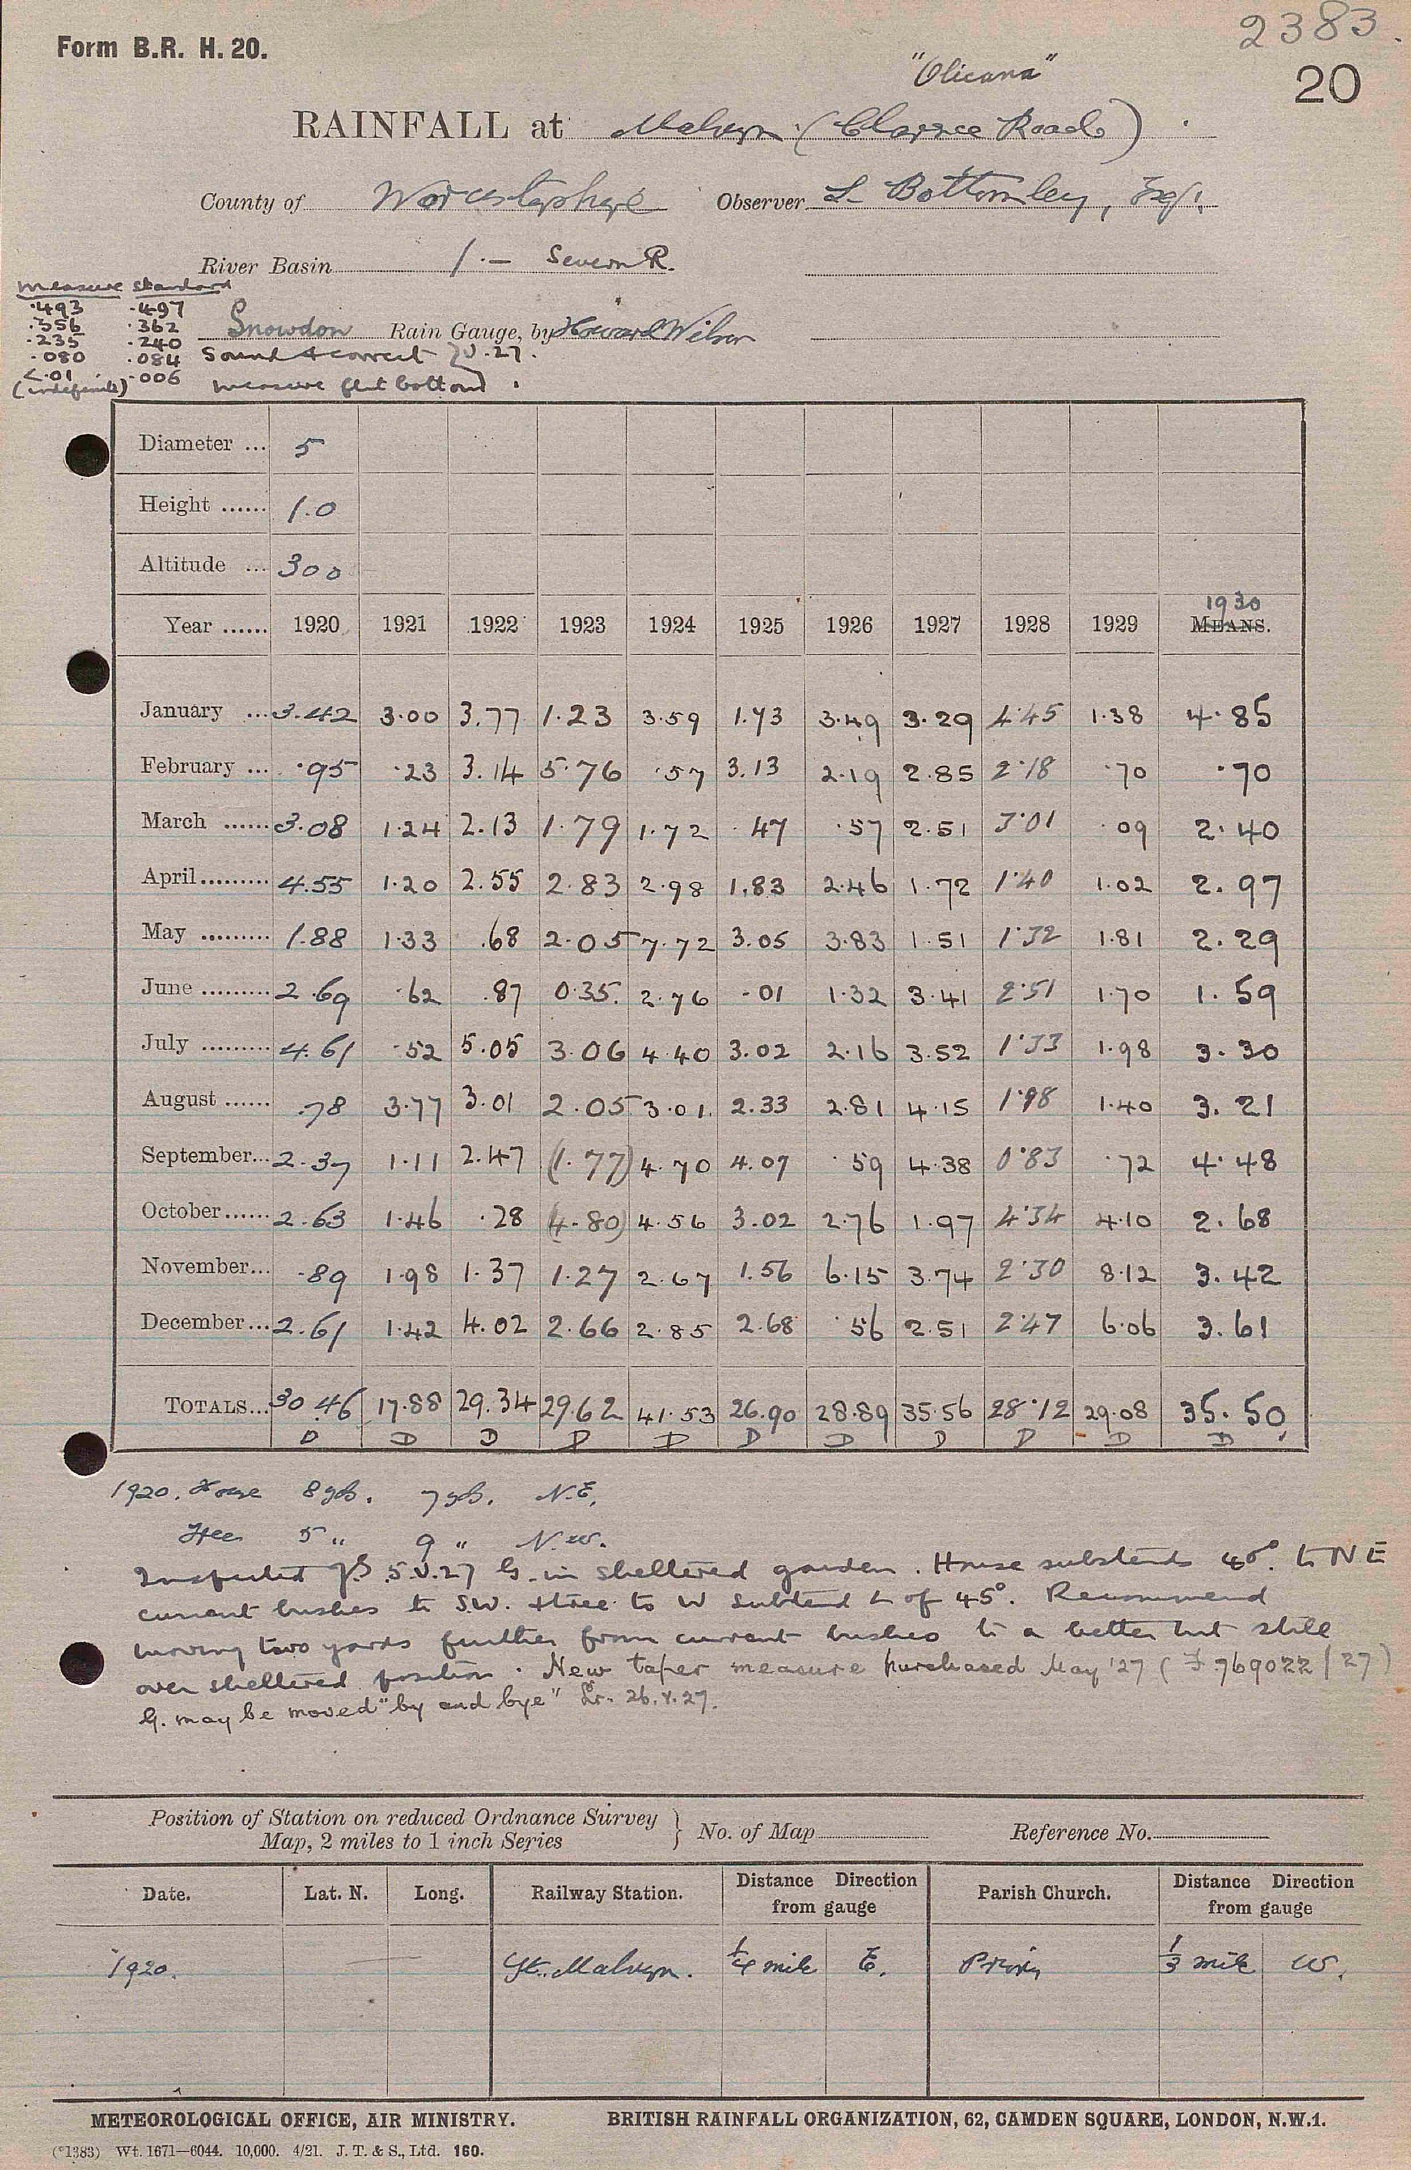 2383.
Form B.R. H. 20.
20
"Olicana"
RAINFALL at Malvern (Clarence Road)
County of Worcestershire Observer L. Bottomley, Esq.
River Basin 1.— Severn R.
measure standard
.493 .497
.356 .362
.235 .240
.080 .084
<.01 .006
(indefinite)
Snowdon Rain Gauge, by Howard Wilson
Sound & correct } V.27.
measure flat bottom }
Diameter ... 5
Height ...... 1.0
Altitude ... 300
1930
Year ...... 1920 1921 1922 1923 1924 1925 1926 1927 1928 1929 MEANS.
January ... 3.42 3.00 3.77 1.23 3.59 1.73 3.49 3.29 4.45 1.38 4.85
February ... .95 .23 3.14 5.76 .57 3.13 2.19 2.85 2.18 .70 .70
March ...... 3.08 1.24 2.13 1.79 1.72 .47 .57 2.51 3.01 .09 2.40
April......... 4.55 1.20 2.55 2.83 2.98 1.83 2.46 1.72 1.40 1.02 2.97
May ......... 1.88 1.33 .68 2.05 7.72 3.05 3.83 1.51 1.32 1.81 2.29
June ......... 2.69 .62 .87 0.35. 2.76 .01 1.32 3.41 2.51 1.70 1.59
July ......... 4.61 .52 5.05 3.06 4.40 3.02 2.16 3.52 1.33 1.98 3.30
August ...... .78 3.77 3.01 2.05 3.01 2.33 2.81 4.15 1.98 1.40 3.21
September... 2.37 1.11 2.47 (1.77) 4.70 4.07 .59 4.38 0.83 .72 4.48
October...... 2.63 1.46 .28 (4.80) 4.56 3.02 2.76 1.97 4.34 4.10 2.68
November... .89 1.98 1.37 1.27 2.67 1.56 6.15 3.74 2.30 8.12 3.42
December... 2.61 1.42 4.02 2.66 2.85 2.68 .56 2.51 2.47 6.06 3.61
TOTALS... 30.46 17.88 29.34 29.62 41.53 26.90 28.89 35.56 28.12 29.08 35.50
D D D D D D D D D D D
1920. House 8 yds. 7 yds. N.E.
Tree 5 " 9 " N.W.
Inspected 5.V.27 G. in sheltered garden. House subtends 40°. to NE
currant bushes to S.W. & tree to W subtend L of 45°. Recommend
moving two yards further from currant bushes to a better but still
over sheltered position. New taper measure purchased May '27 (769022/27)
G. may be moved "by and bye" Lr. 26.V.27.
Position of Station on reduced Ordnance Survey
Map, 2 miles to 1 inch Series } No. of Map Reference No.
Date. Lat. N. Long. Railway Station. Distance Direction from gauge Parish Church. Distance Direction from gauge
1920. Gt. Malvern. 1/4 mile E. Priory 1/3 mile W.
METEOROLOGICAL OFFICE, AIR MINISTRY. BRITISH RAINFALL ORGANIZATION, 62, CAMDEN SQUARE, LONDON, N.W.1.
(*1383) Wt. 1671—6044. 10,000. 4/21. J. T. & S., Ltd. 160.